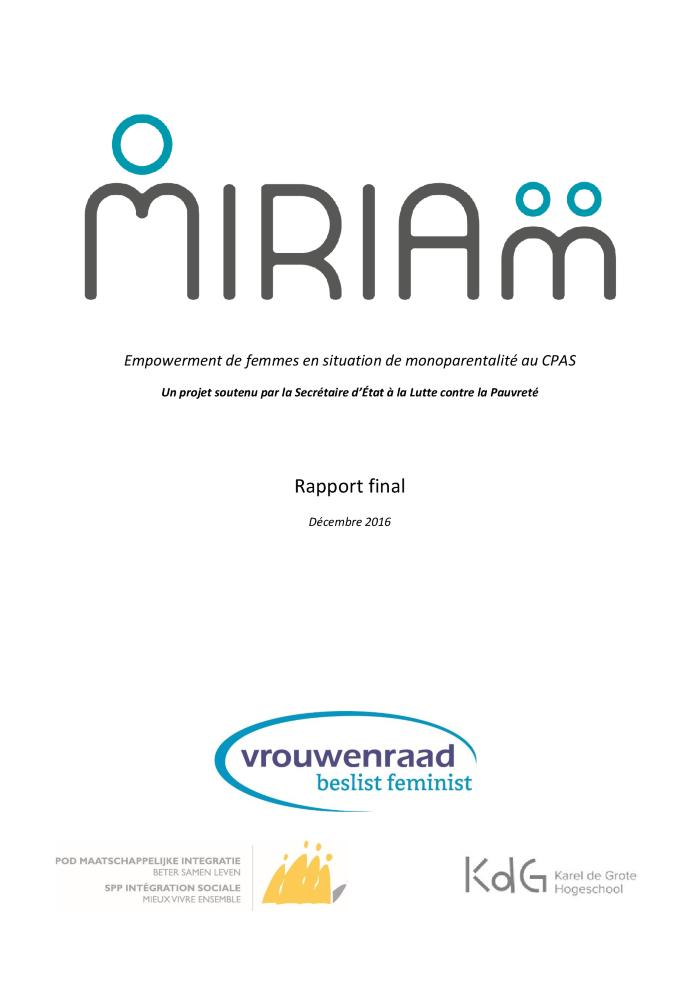 MIRIAm
Empowerment de femmes en situation de monoparentalité au CPAS
Un projet soutenu par la Secrétaire d'État à la Lutte contre la Pauvreté
Rapport final
Décembre 2016
vrouwenraad
beslist feminist
POD MAATSCHAPPELIJKE INTEGRATIE
BETER SAMEN LEVEN
SPP INTÉGRATION SOCIALE
MIEUX VIVRE ENSEMBLE
KdG Karel de Grote
Hogeschool